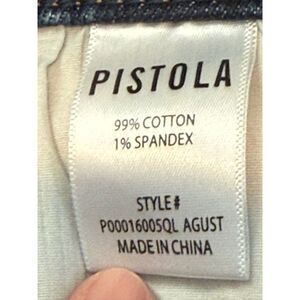 PISTOLA
99% COTTON
1% SPANDEX
STYLE#
P00016005QL AGUST
MADE IN CHINA